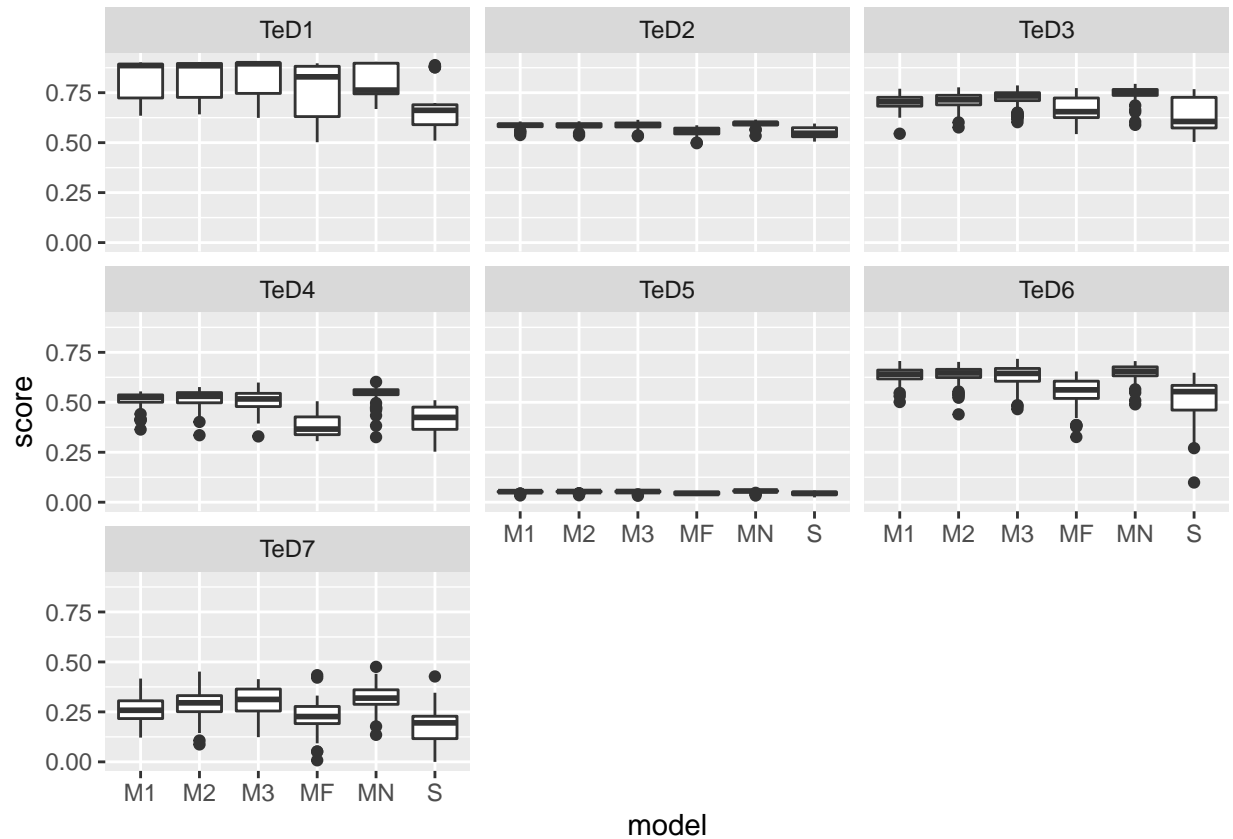 TeD1 TeD2 TeD3
0.75
0.50
0.25
0.00
TeD4 TeD5 TeD6
0.75
0.50
0.25
0.00
score
M1 M2 M3 MF MN S M1 M2 M3 MF MN S
TeD7
0.75
0.50
0.25
0.00
M1 M2 M3 MF MN S
model